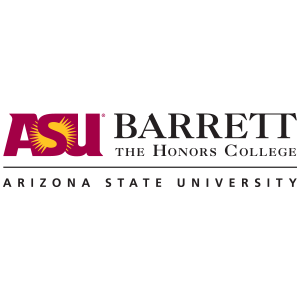 ASU® BARRETT
THE HONORS COLLEGE
ARIZONA STATE UNIVERSITY